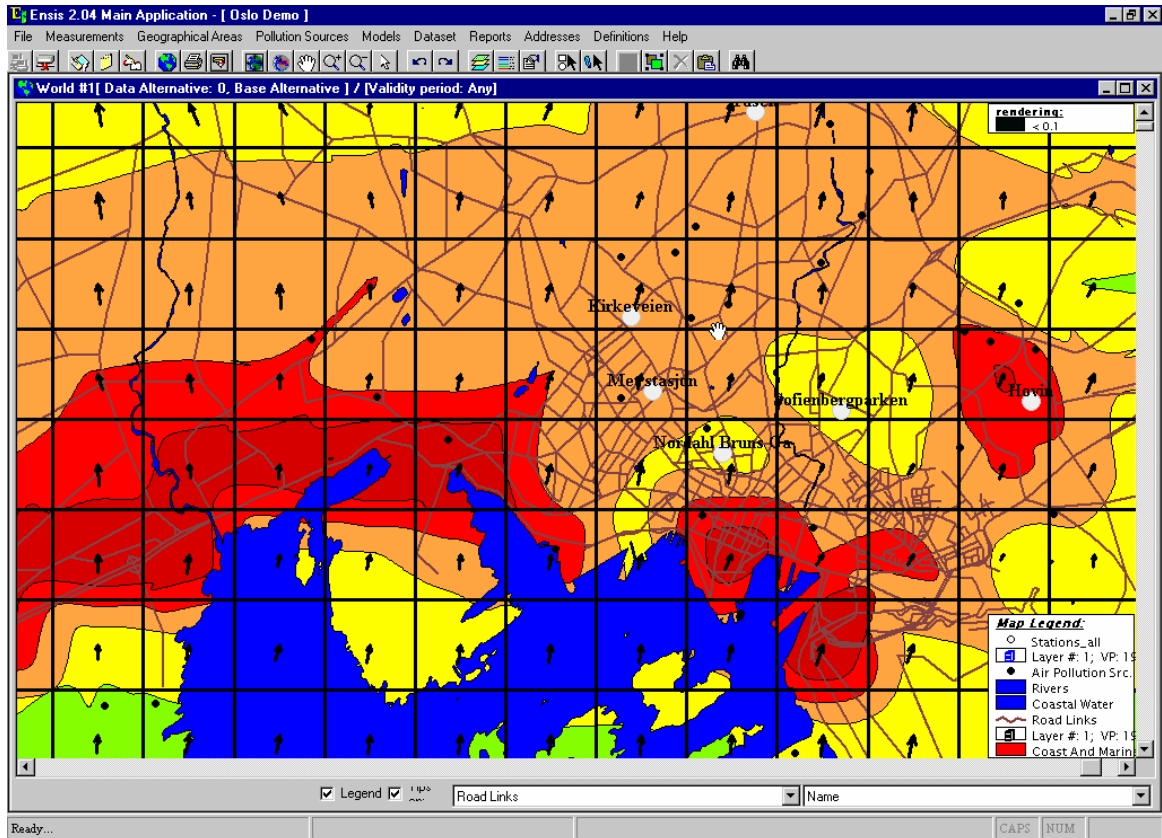 Ensis 2.04 Main Application - [ Oslo Demo ]
File Measurements Geographical Areas Pollution Sources Models Dataset Reports Addresses Definitions Help
World #1[ Data Alternative: 0, Base Alternative ] / [Validity period: Any]
rendering:
< 0.1
Kirkeveien
Met stasjon
Sofienbergparken
Hovin
Nordahl Bruns Ga
Map Legend:
Stations_all
Layer #: 1; VP: 19
Air Pollution Src.
Rivers
Coastal Water
Road Links
Layer #: 1; VP: 19
Coast And Marin
Legend
Road Links
Name
Ready...
CAPS NUM